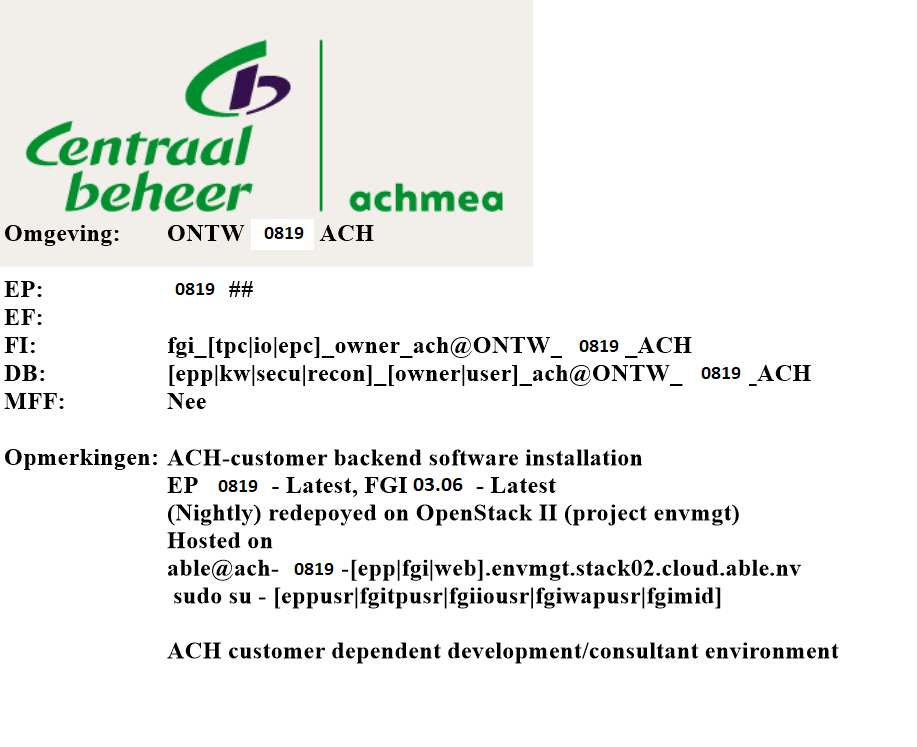 Centraal
beheer
achmea
Omgeving: ONTW 0819 ACH
EP: 0819 ##
EF:
FI: fgi_[tpc|io|epc]_owner_ach@ONTW_ 0819 _ACH
DB: [epp|kw|secu|recon]_[owner|user]_ach@ONTW_ 0819 _ACH
MFF: Nee
Opmerkingen: ACH-customer backend software installation
EP 0819 - Latest, FGI 03.06 - Latest
(Nightly) redepoyed on OpenStack II (project envmgt)
Hosted on
able@ach- 0819 -[epp|fgi|web].envmgt.stack02.cloud.able.nv
sudo su - [eppusr|fgitpusr|fgiiousr|fgiwapusr|fgimid]
ACH customer dependent development/consultant environment